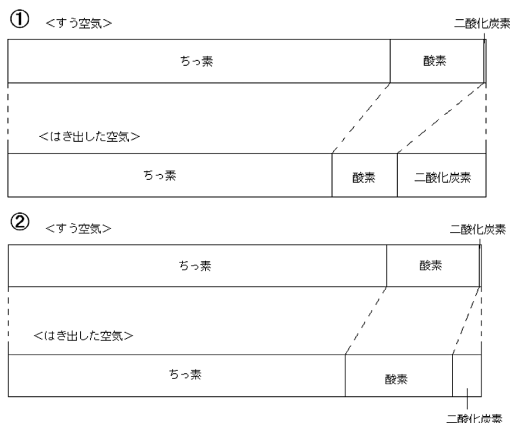 ① <すう空気>
二酸化炭素
ちっ素 酸素
<はき出した空気>
ちっ素 酸素 二酸化炭素
② <すう空気>
二酸化炭素
ちっ素 酸素
<はき出した空気>
ちっ素 酸素
二酸化炭素